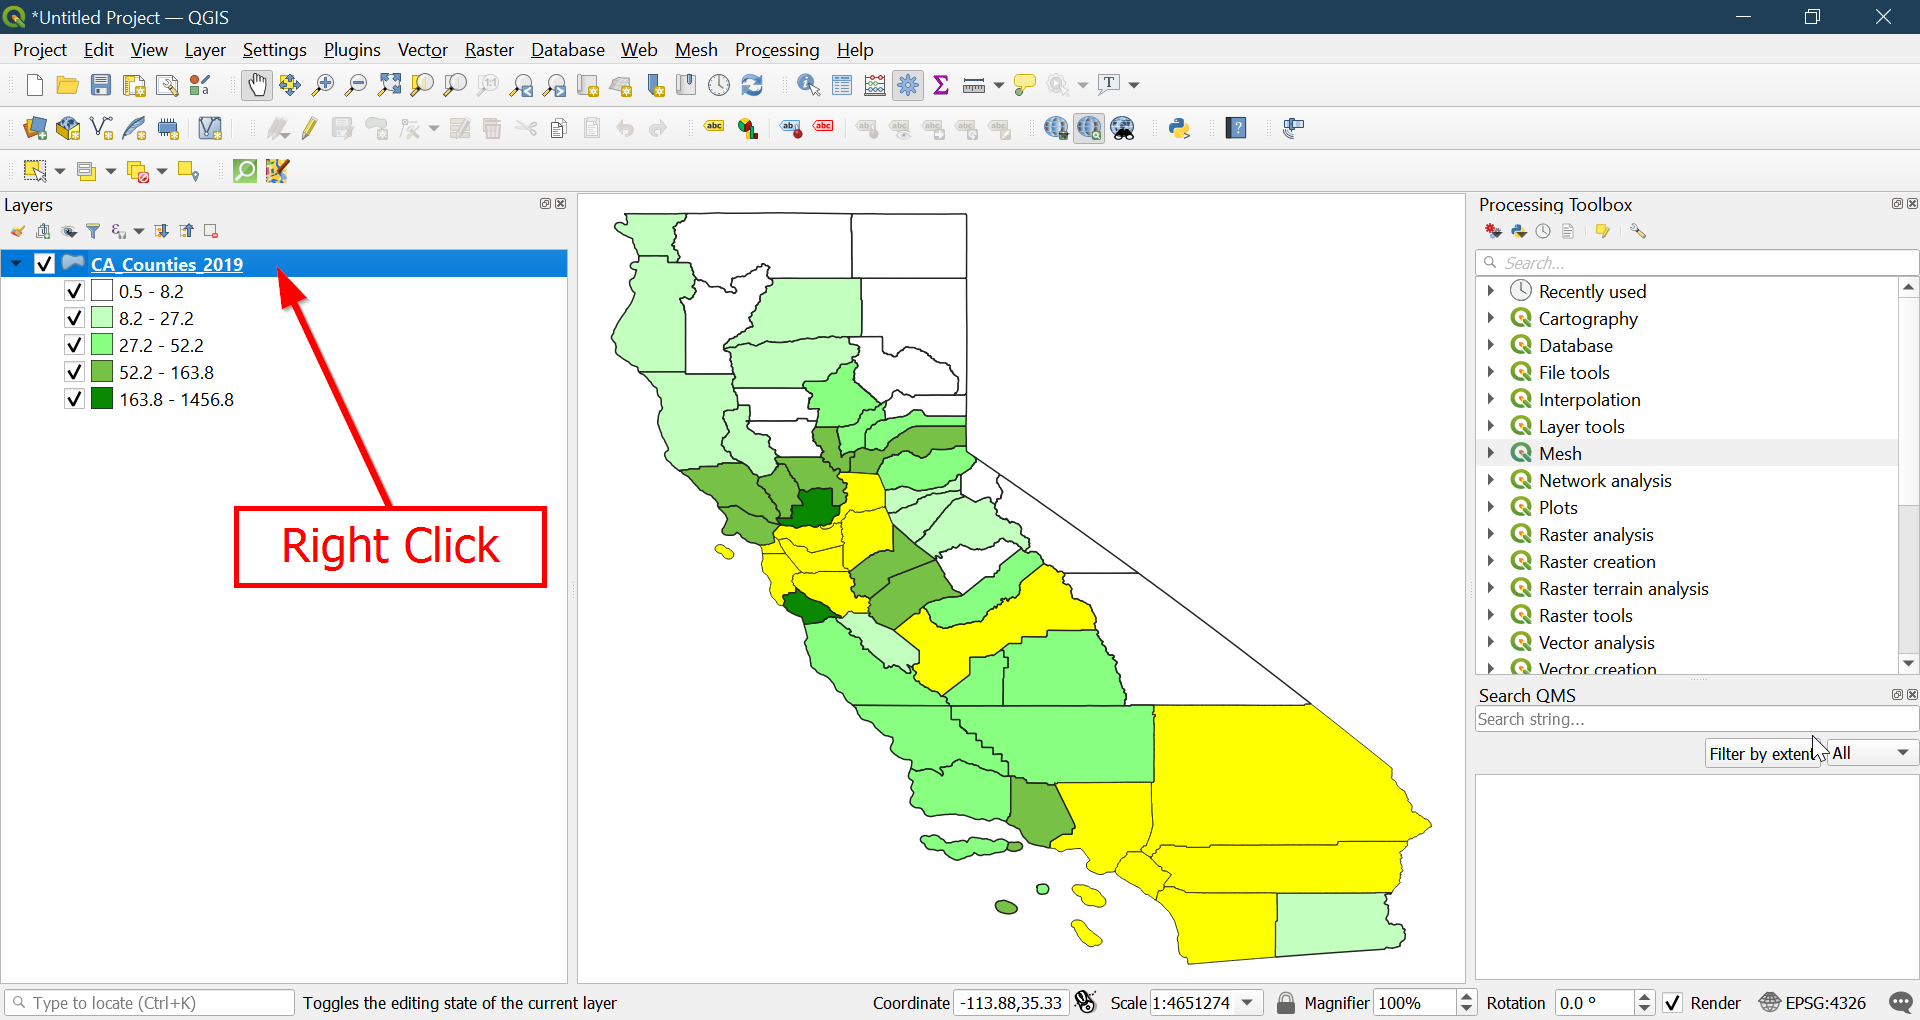 *Untitled Project — QGIS
Project Edit View Layer Settings Plugins Vector Raster Database Web Mesh Processing Help
Layers
CA_Counties_2019
0.5 - 8.2
8.2 - 27.2
27.2 - 52.2
52.2 - 163.8
163.8 - 1456.8
Right Click
Processing Toolbox
Search...
Recently used
Cartography
Database
File tools
Interpolation
Layer tools
Mesh
Network analysis
Plots
Raster analysis
Raster creation
Raster terrain analysis
Raster tools
Vector analysis
Vector creation
Search QMS
Search string...
Filter by extent All
Type to locate (Ctrl+K) Toggles the editing state of the current layer Coordinate -113.88,35.33 Scale 1:4651274 Magnifier 100% Rotation 0.0 ° Render EPSG:4326